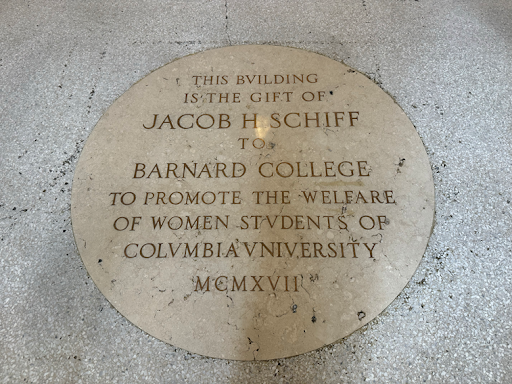 THIS BVILDING
IS THE GIFT OF
JACOB H SCHIFF
TO
BARNARD COLLEGE
TO PROMOTE THE WELFARE
OF WOMEN STVDENTS OF
COLVMBIA VNIVERSITY
MCMXVII